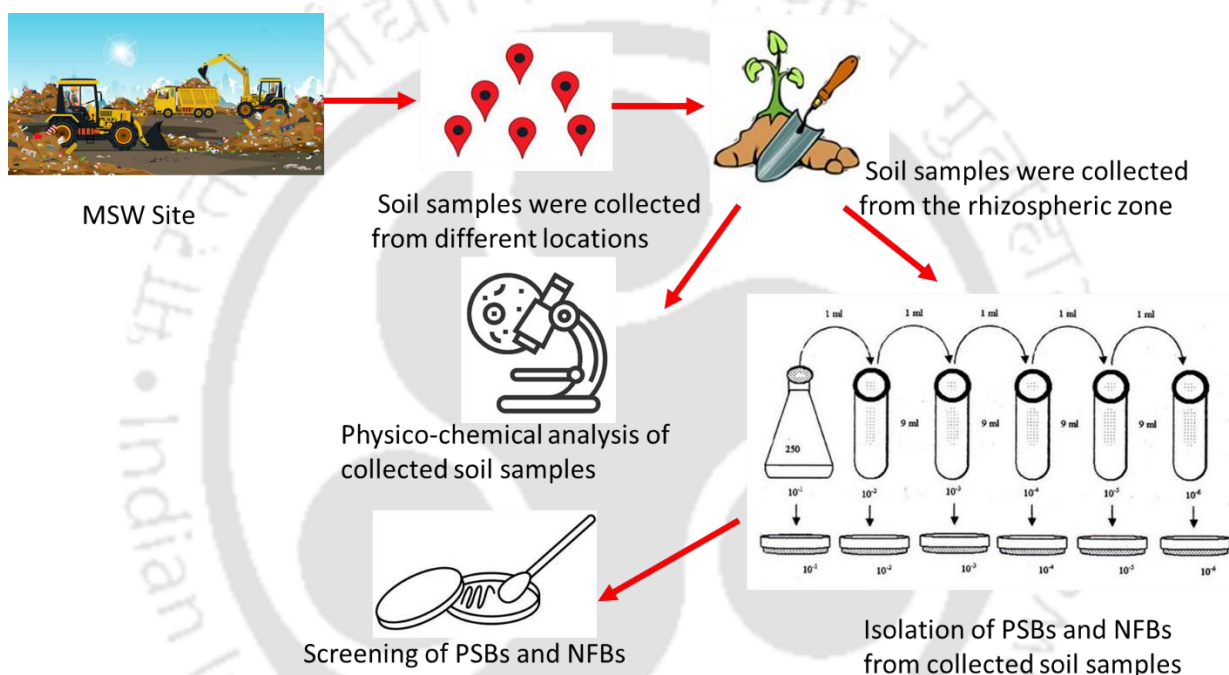 MSW Site
Soil samples were collected
from different locations
Soil samples were collected
from the rhizospheric zone
Physico-chemical analysis of
collected soil samples
1 ml 1 ml 1 ml 1 ml 1 ml
9 ml 9 ml 9 ml 9 ml 9 ml
250
10⁻¹ 10⁻² 10⁻³ 10⁻⁴ 10⁻⁵ 10⁻⁶
10⁻¹ 10⁻² 10⁻³ 10⁻⁴ 10⁻⁵ 10⁻⁶
Isolation of PSBs and NFBs
from collected soil samples
Screening of PSBs and NFBs
Indian